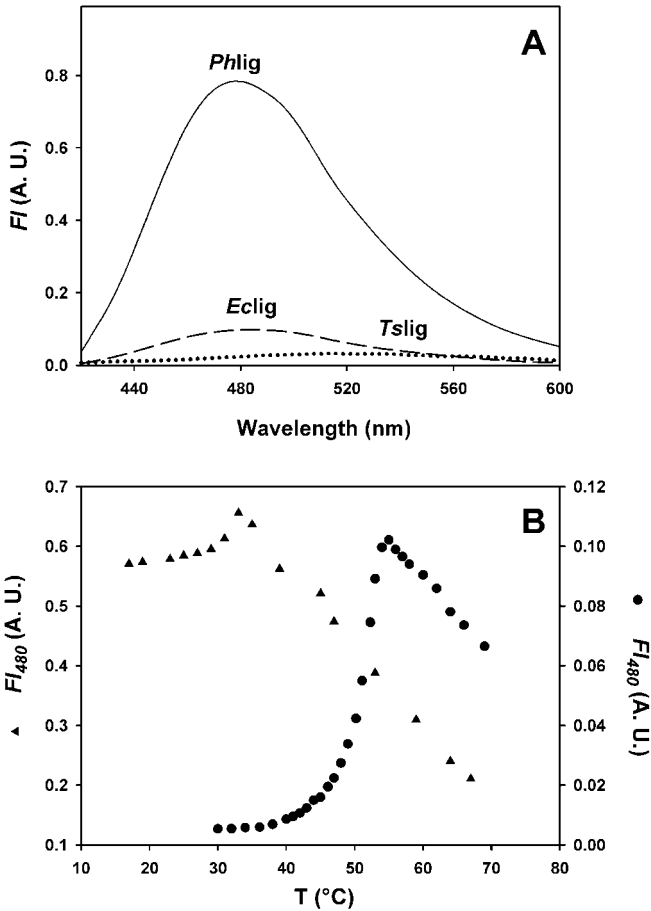 A
Phlig
Eclig
Tslig
0.8
0.6
0.4
0.2
0.0
FI (A. U.)
440 480 520 560 600
Wavelength (nm)
B
0.7
0.6
0.5
0.4
0.3
0.2
0.1
FI480 (A. U.)
0.12
0.10
0.08
0.06
0.04
0.02
0.00
FI480 (A. U.)
10 20 30 40 50 60 70 80
T (°C)